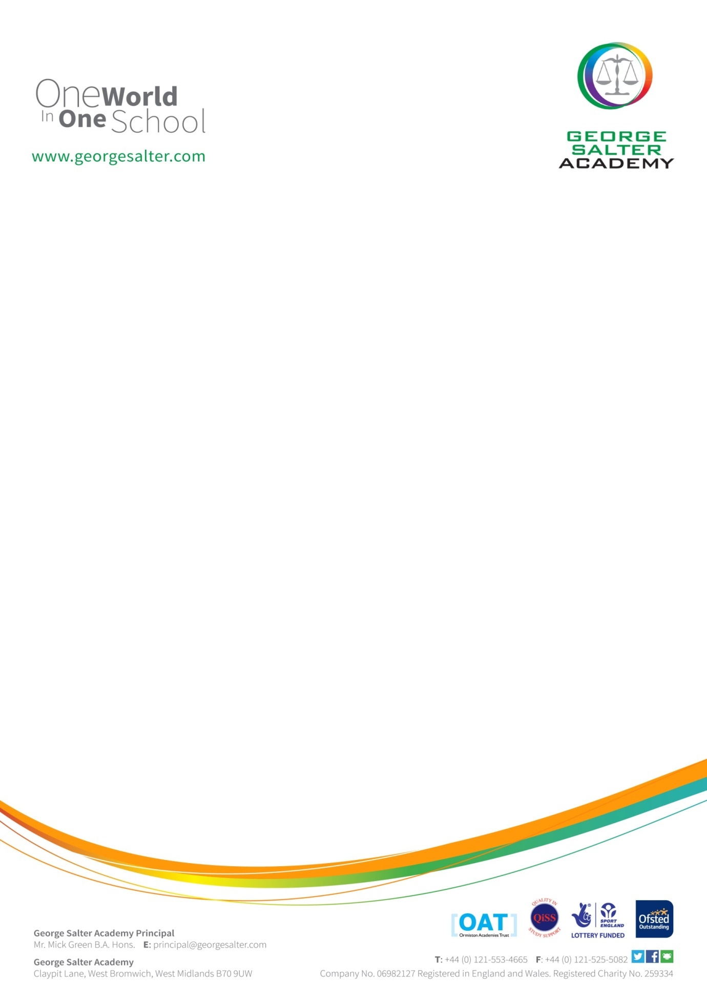 OneWorld
In One School
www.georgesalter.com
GEORGE
SALTER
ACADEMY
OAT
Ormiston Academies Trust
QUALITY IN
QiSS
STUDY SUPPORT
SPORT
ENGLAND
LOTTERY FUNDED
Ofsted
Outstanding
George Salter Academy Principal
Mr. Mick Green B.A. Hons. E: principal@georgesalter.com
George Salter Academy
Claypit Lane, West Bromwich, West Midlands B70 9UW
T: +44 (0) 121-553-4665 F: +44 (0) 121-525-5082
Company No. 06982127 Registered in England and Wales. Registered Charity No. 259334